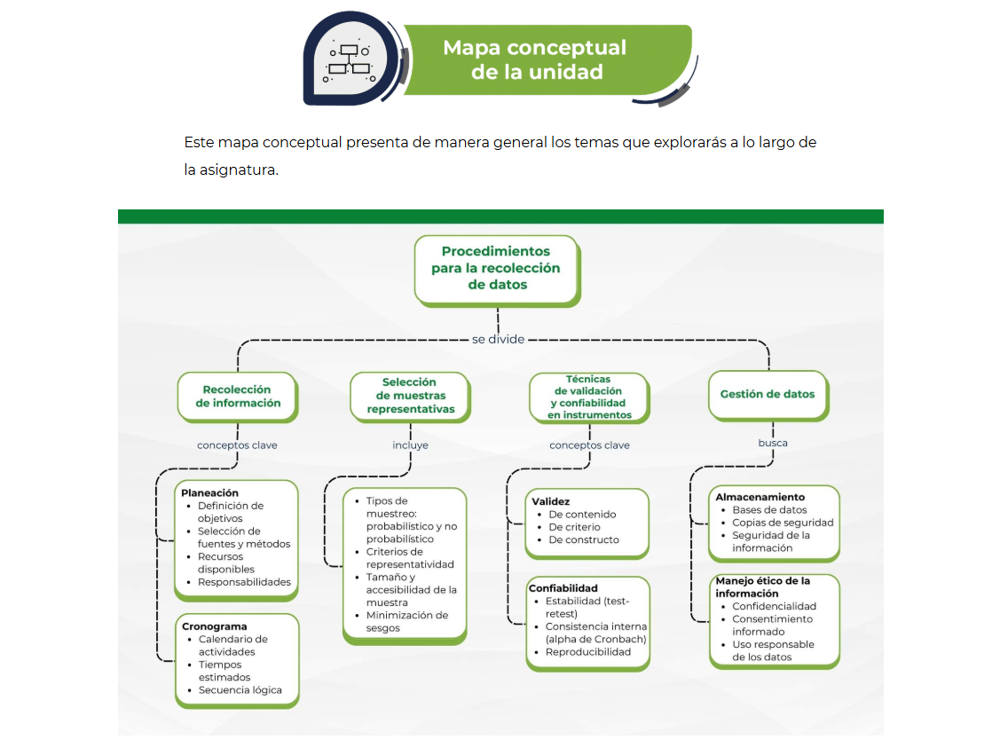 Mapa conceptual
de la unidad
Este mapa conceptual presenta de manera general los temas que explorarás a lo largo de
la asignatura.
Procedimientos
para la recolección
de datos
se divide
Recolección
de información
conceptos clave
Planeación
• Definición de
objetivos
• Selección de
fuentes y métodos
• Recursos
disponibles
• Responsabilidades
Cronograma
• Calendario de
actividades
• Tiempos
estimados
• Secuencia lógica
Selección
de muestras
representativas
incluye
• Tipos de
muestreo:
probabilístico y no
probabilístico
• Criterios de
representatividad
• Tamaño y
accesibilidad de la
muestra
• Minimización de
sesgos
Técnicas
de validación
y confiabilidad
en instrumentos
conceptos clave
Validez
• De contenido
• De criterio
• De constructo
Confiabilidad
• Estabilidad (test-
retest)
• Consistencia interna
(alpha de Cronbach)
• Reproducibilidad
Gestión de datos
busca
Almacenamiento
• Bases de datos
• Copias de seguridad
• Seguridad de la
información
Manejo ético de la
información
• Confidencialidad
• Consentimiento
informado
• Uso responsable
de los datos